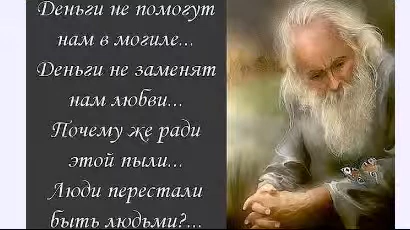 Деньги не помогут
нам в могиле...
Деньги не заменят
нам любви...
Почему же ради
этой пыли...
Люди перестали
быть людьми?...